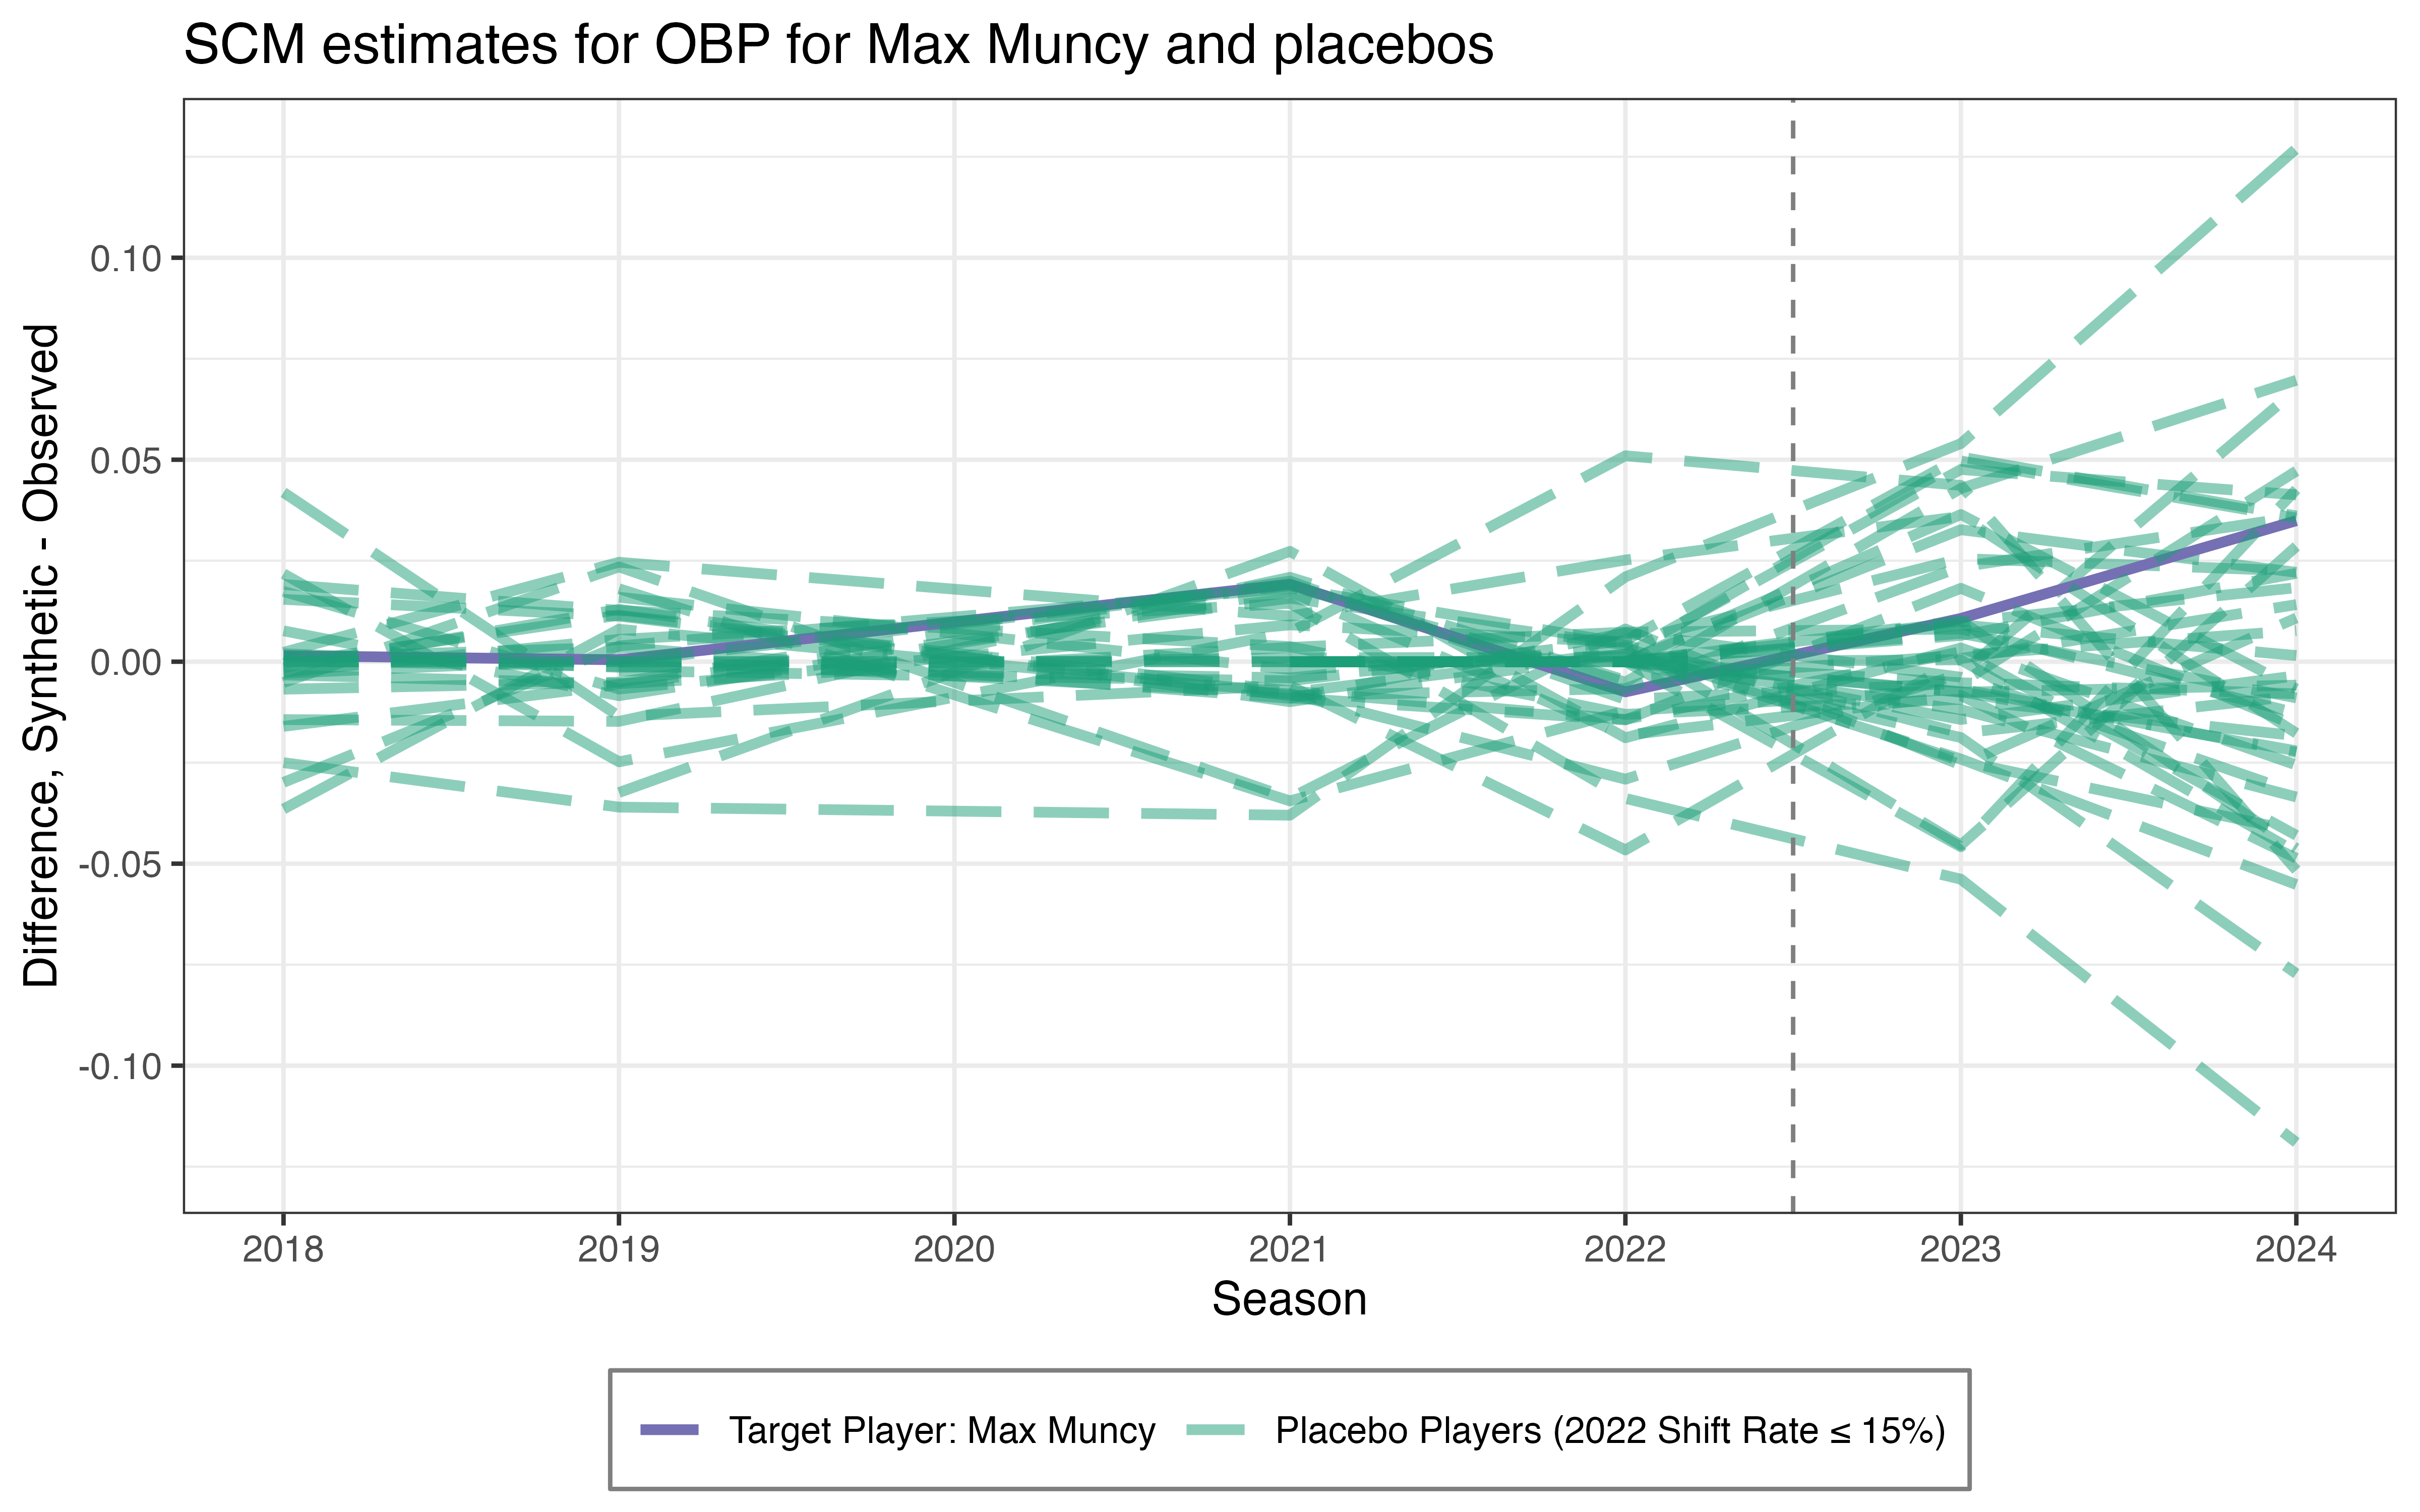 SCM estimates for OBP for Max Muncy and placebos
Difference, Synthetic - Observed
0.10
0.05
0.00
-0.05
-0.10
2018 2019 2020 2021 2022 2023 2024
Season
Target Player: Max Muncy Placebo Players (2022 Shift Rate ≤ 15%)